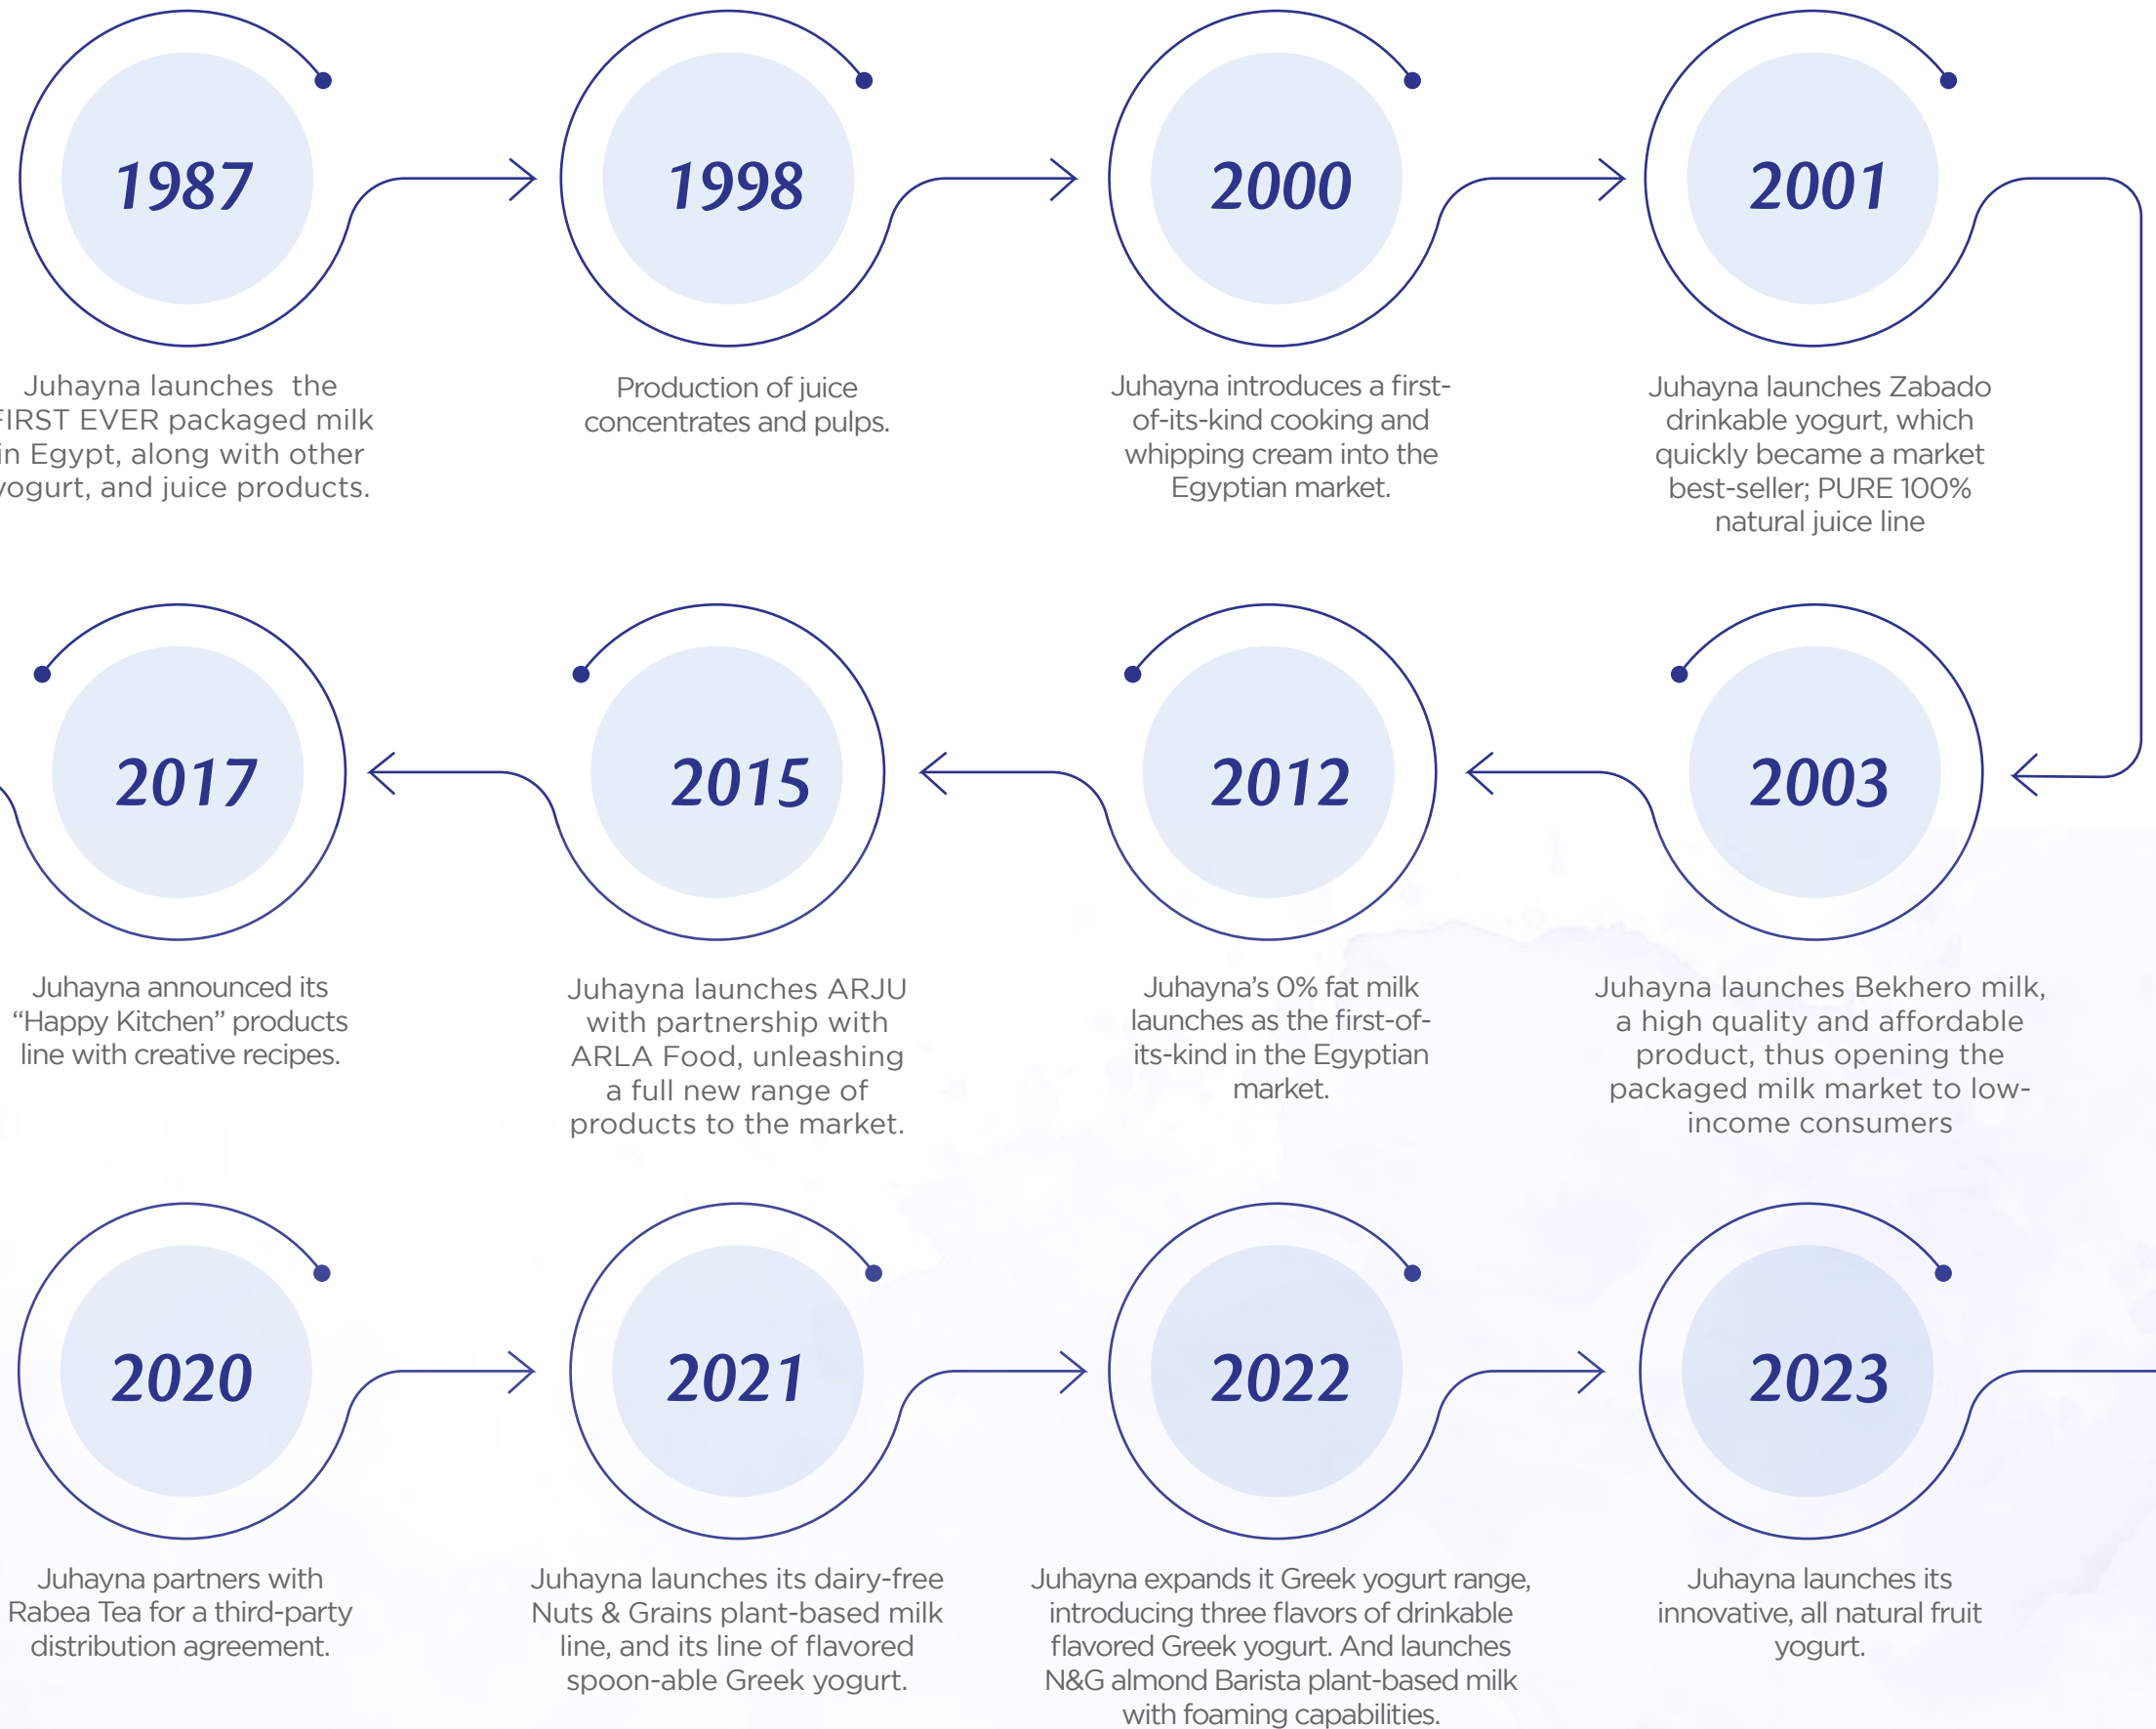 1987
Juhayna launches the
FIRST EVER packaged milk
in Egypt, along with other
yogurt, and juice products.
1998
Production of juice
concentrates and pulps.
2000
Juhayna introduces a first-
of-its-kind cooking and
whipping cream into the
Egyptian market.
2001
Juhayna launches Zabado
drinkable yogurt, which
quickly became a market
best-seller; PURE 100%
natural juice line
2003
Juhayna launches Bekhero milk,
a high quality and affordable
product, thus opening the
packaged milk market to low-
income consumers
2012
Juhayna’s 0% fat milk
launches as the first-of-
its-kind in the Egyptian
market.
2015
Juhayna launches ARJU
with partnership with
ARLA Food, unleashing
a full new range of
products to the market.
2017
Juhayna announced its
“Happy Kitchen” products
line with creative recipes.
2020
Juhayna partners with
Rabea Tea for a third-party
distribution agreement.
2021
Juhayna launches its dairy-free
Nuts & Grains plant-based milk
line, and its line of flavored
spoon-able Greek yogurt.
2022
Juhayna expands it Greek yogurt range,
introducing three flavors of drinkable
flavored Greek yogurt. And launches
N&G almond Barista plant-based milk
with foaming capabilities.
2023
Juhayna launches its
innovative, all natural fruit
yogurt.